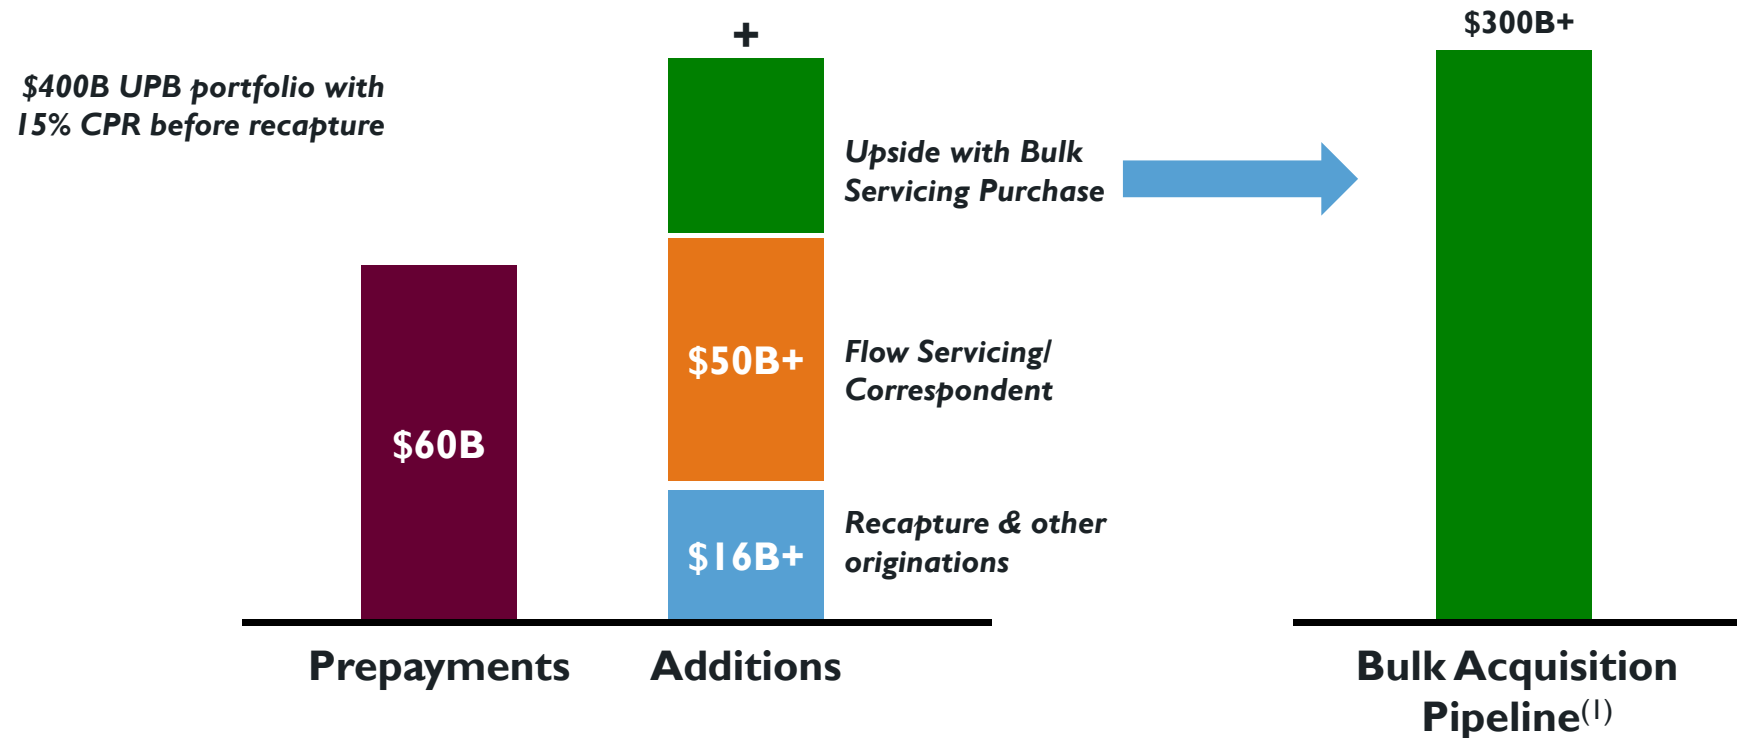 $400B UPB portfolio with
15% CPR before recapture
+
Upside with Bulk
Servicing Purchase
$300B+
$50B+
Flow Servicing/
Correspondent
$60B
$16B+
Recapture & other
originations
Prepayments
Additions
Bulk Acquisition
Pipeline(1)